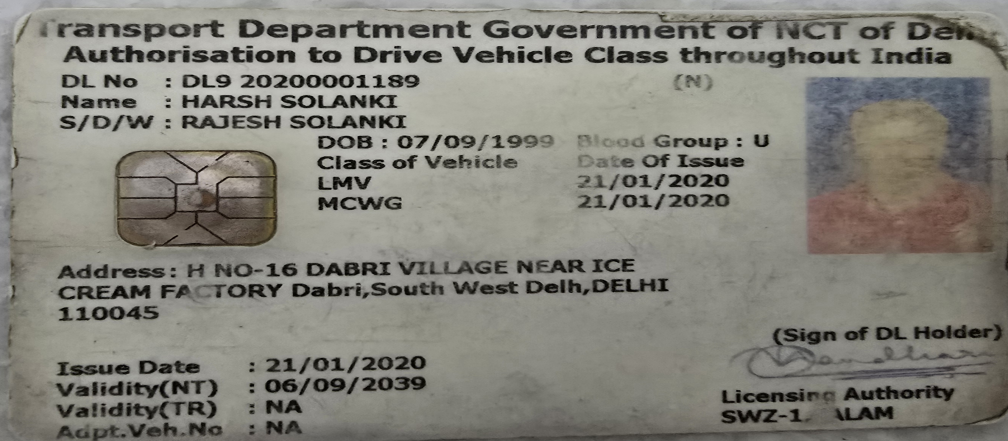 Transport Department Government of NCT of Del
Authorisation to Drive Vehicle Class throughout India
DL No : DL9 20200001189 (N)
Name : HARSH SOLANKI
S/D/W : RAJESH SOLANKI
DOB : 07/09/1999 Blood Group : U
Class of Vehicle Date Of Issue
LMV 21/01/2020
MCWG 21/01/2020
Address: H NO-16 DABRI VILLAGE NEAR ICE
CREAM FACTORY Dabri,South West Delh,DELHI
110045
(Sign of DL Holder)
Issue Date : 21/01/2020
Validity(NT) : 06/09/2039
Validity(TR) : NA
Adpt.Veh.No : NA
Licensing Authority
SWZ-1 ALAM